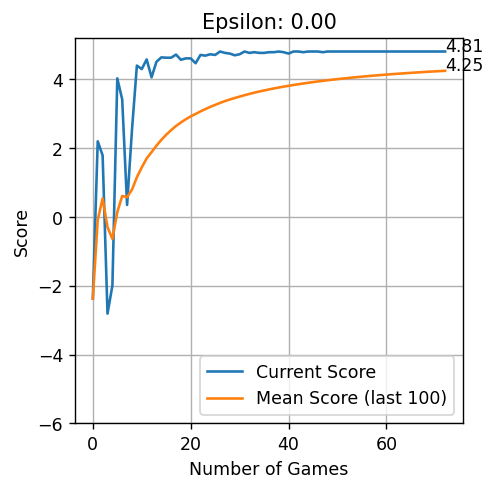 Epsilon: 0.00
4.81
4.25
4
2
0
−2
−4
−6
Score
Current Score
Mean Score (last 100)
0 20 40 60
Number of Games